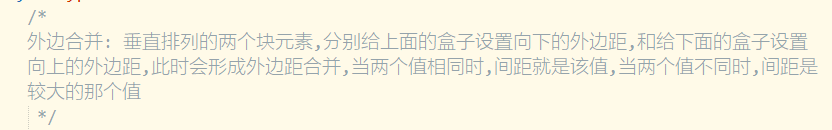 /*
外边合并: 垂直排列的两个块元素,分别给上面的盒子设置向下的外边距,和给下面的盒子设置
向上的外边距,此时会形成外边距合并,当两个值相同时,间距就是该值,当两个值不同时,间距是
较大的那个值
*/